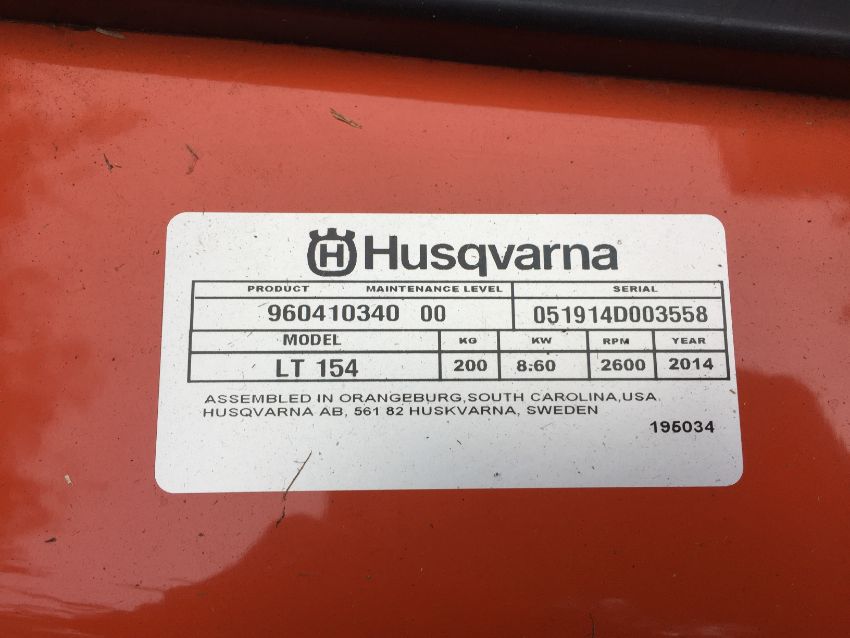 H Husqvarna
PRODUCT MAINTENANCE LEVEL SERIAL
960410340 00 051914D003558
MODEL KG KW RPM YEAR
LT 154 200 8:60 2600 2014
ASSEMBLED IN ORANGEBURG,SOUTH CAROLINA,USA.
HUSQVARNA AB, 561 82 HUSKVARNA, SWEDEN
195034